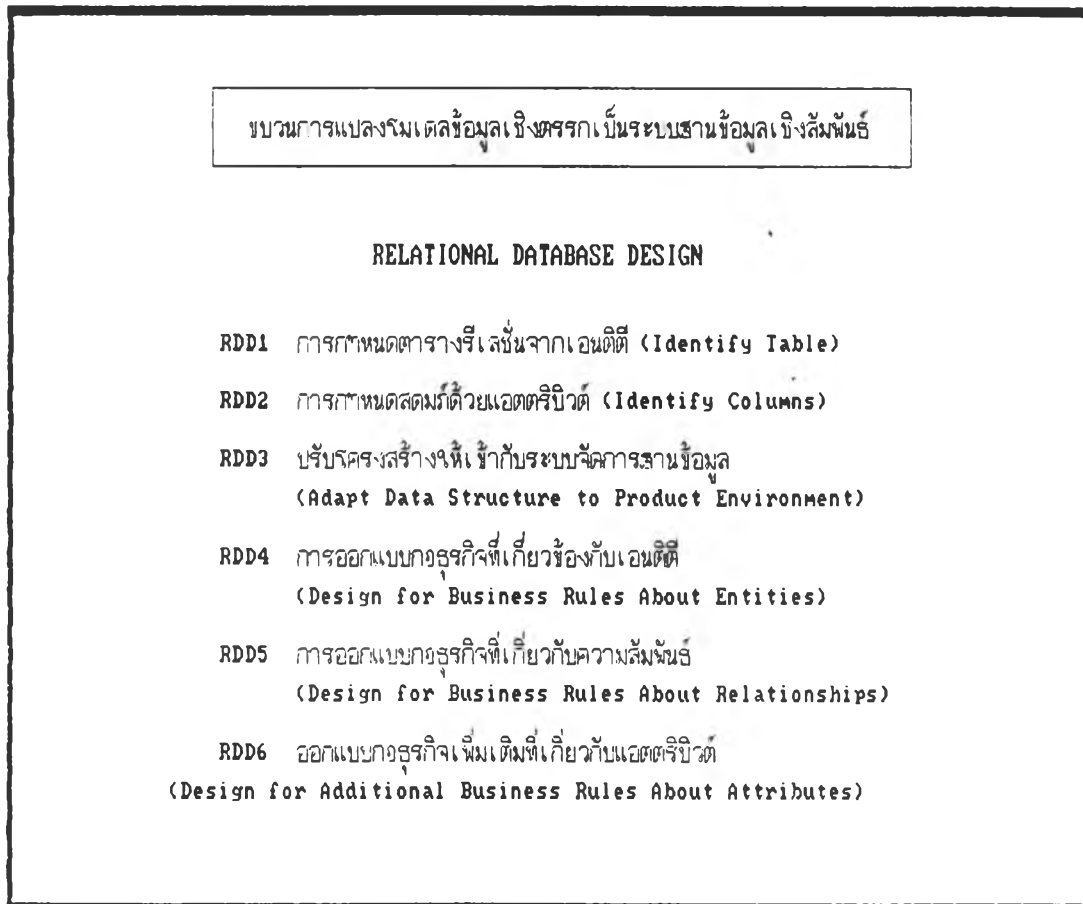 ขบวนการแปลงโมเดลข้อมูลเชิงตรรกเป็นระบบฐานข้อมูลเชิงสัมพันธ์
RELATIONAL DATABASE DESIGN
RDD1 การกำหนดตารางรีเลชั่นจากเอนติตี (Identify Table)
RDD2 การกำหนดสดมภ์ด้วยแอตตริบิวต์ (Identify Columns)
RDD3 ปรับโครงสร้างให้เข้ากับระบบจัดการฐานข้อมูล
(Adapt Data Structure to Product Environment)
RDD4 การออกแบบกฎธุรกิจที่เกี่ยวข้องกับเอนติตี
(Design for Business Rules About Entities)
RDD5 การออกแบบกฎธุรกิจที่เกี่ยวกับความสัมพันธ์
(Design for Business Rules About Relationships)
RDD6 ออกแบบกฎธุรกิจเพิ่มเติมที่เกี่ยวกับแอตตริบิวต์
(Design for Additional Business Rules About Attributes)